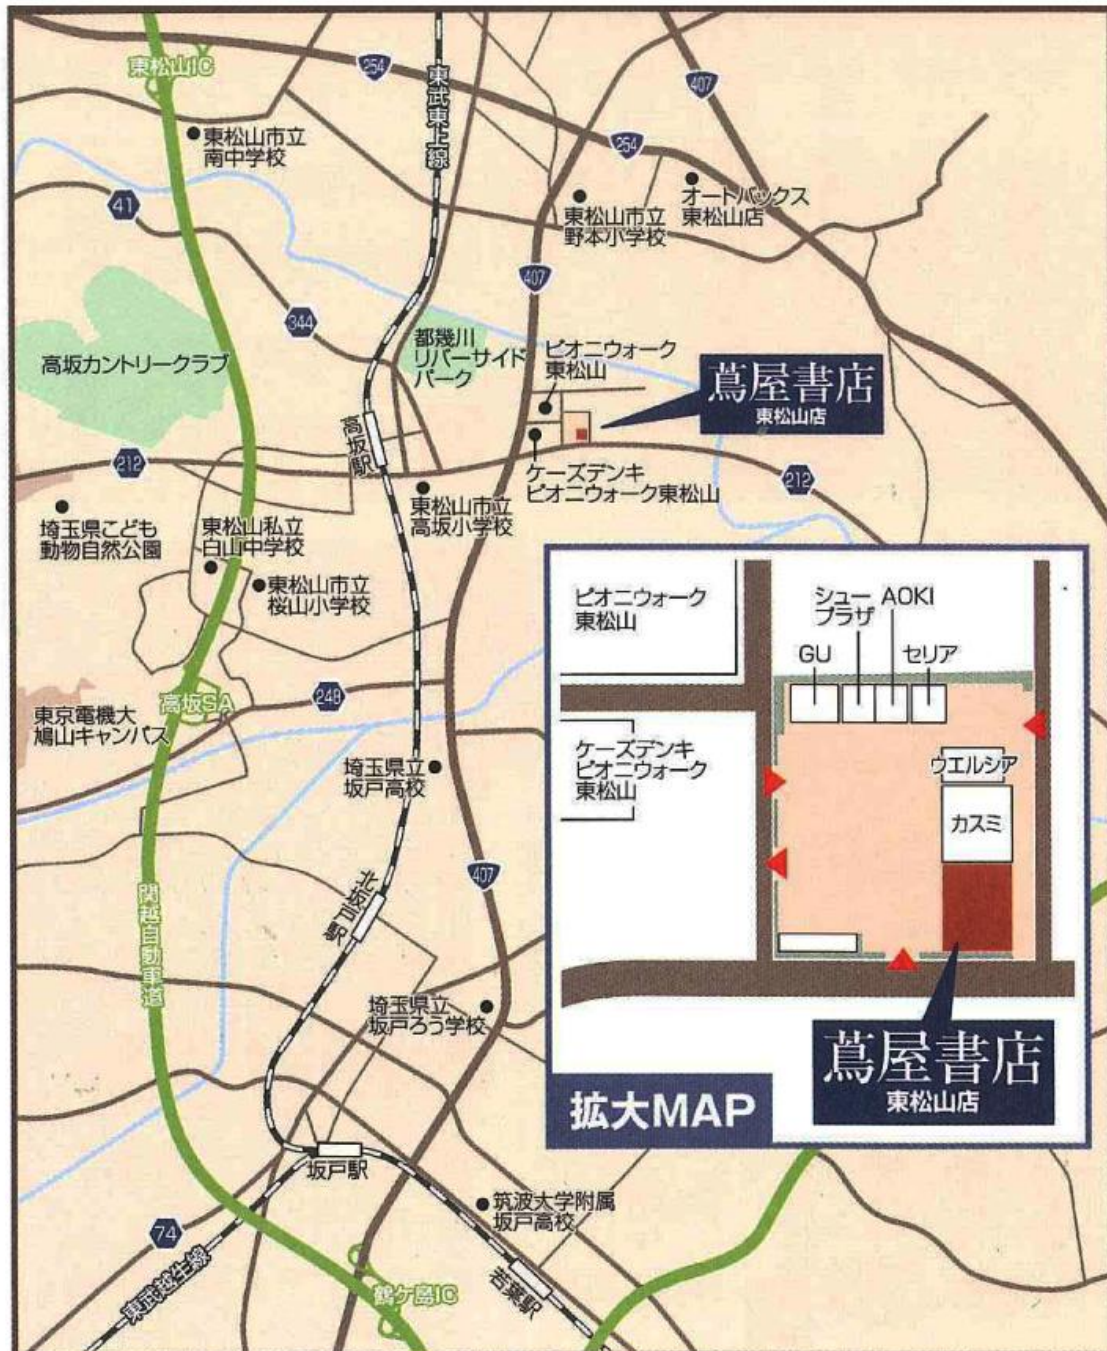 東松山IC
254
東武東上線
407
東松山市立
南中学校
254
オートバックス
東松山店
41
東松山市立
野本小学校
407
344
都幾川
リバーサイド
パーク
ピオニウォーク
東松山
高坂カントリークラブ
蔦屋書店
東松山店
高坂駅
212
ケーズデンキ
ピオニウォーク東松山
212
東松山市立
高坂小学校
埼玉県こども
動物自然公園
東松山私立
白山中学校
東松山市立
桜山小学校
高坂SA
248
東京電機大
鳩山キャンパス
埼玉県立
坂戸高校
407
北坂戸駅
関越自動車道
埼玉県立
坂戸ろう学校
坂戸駅
筑波大学附属
坂戸高校
74
東武越生線
鶴ケ島IC
若葉駅
ピオニウォーク
東松山
シュー
プラザ
AOKI
GU
セリア
ケーズデンキ
ピオニウォーク
東松山
ウエルシア
カスミ
蔦屋書店
東松山店
拡大MAP